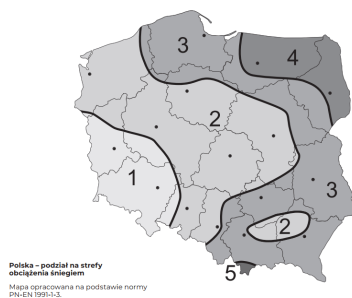 3
4
2
1
3
2
5
Polska – podział na strefy
obciążenia śniegiem
Mapa opracowana na podstawie normy
PN-EN 1991-1-3.